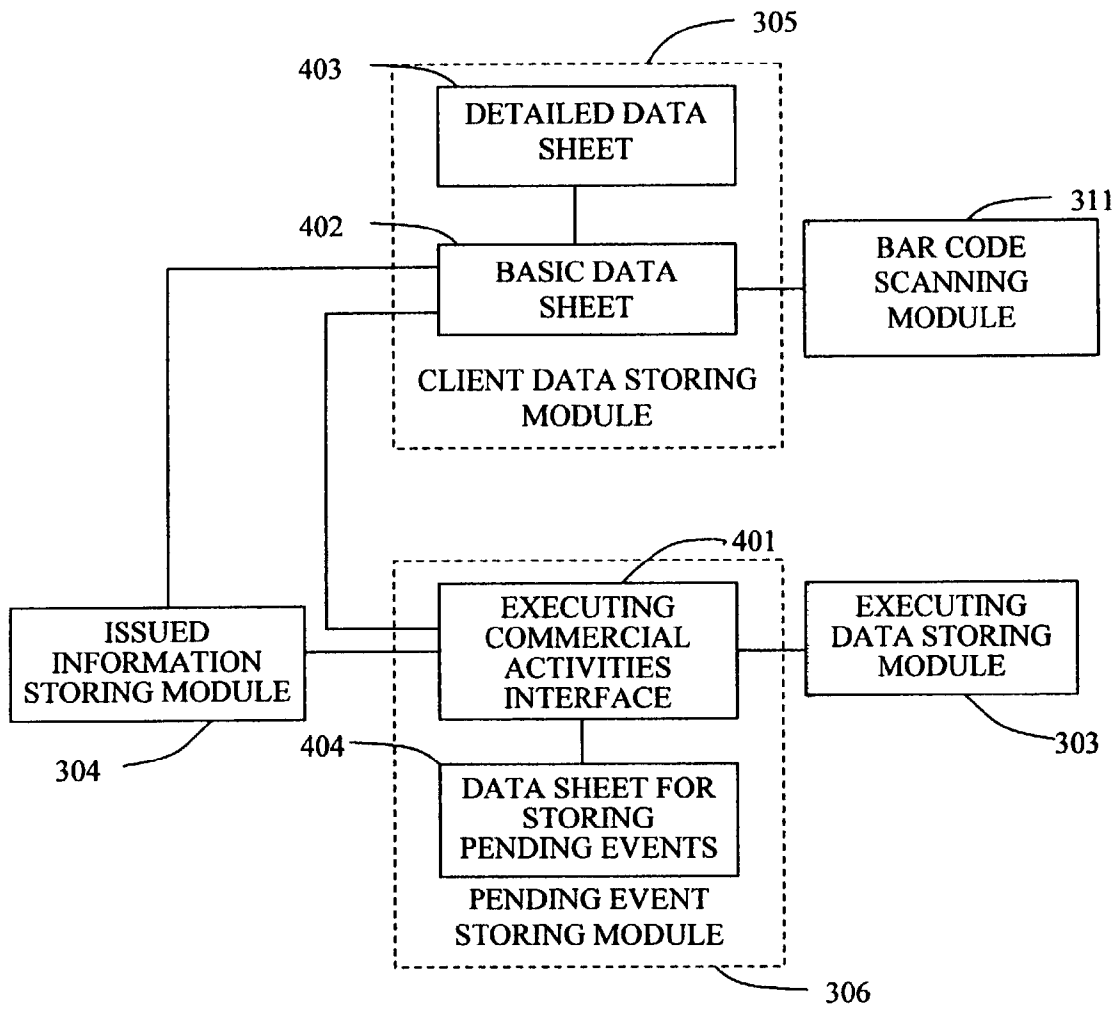 305
403
DETAILED DATA
SHEET
402
311
BASIC DATA
SHEET
BAR CODE
SCANNING
MODULE
CLIENT DATA STORING
MODULE
401
EXECUTING
COMMERCIAL
ACTIVITIES
INTERFACE
EXECUTING
DATA STORING
MODULE
ISSUED
INFORMATION
STORING MODULE
304
404
303
DATA SHEET FOR
STORING
PENDING EVENTS
PENDING EVENT
STORING MODULE
306